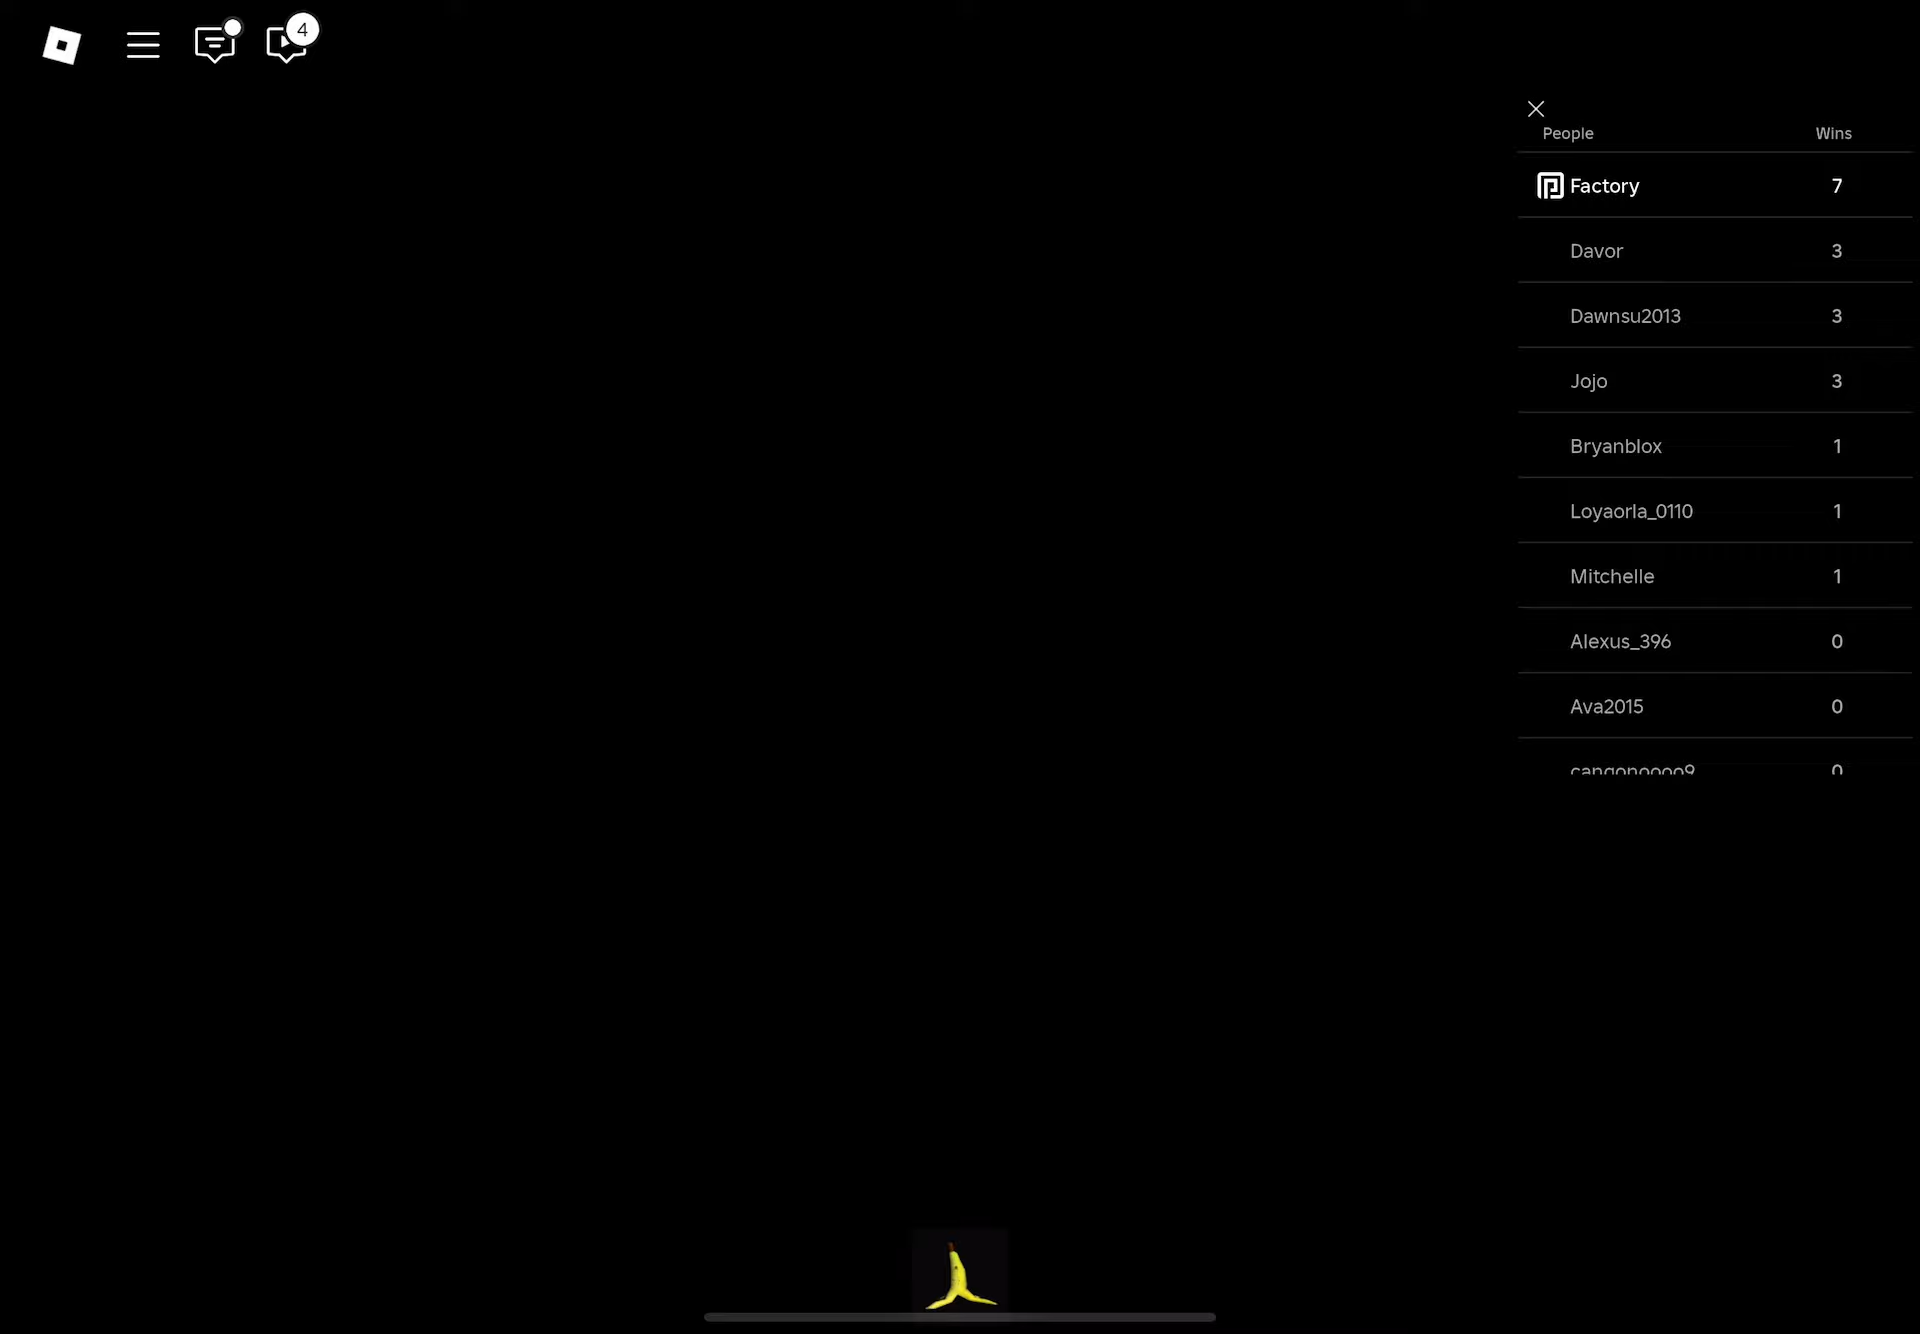 4
People Wins
Factory 7
Davor 3
Dawnsu2013 3
Jojo 3
Bryanblox 1
Loyaorla_0110 1
Mitchelle 1
Alexus_396 0
Ava2015 0
0